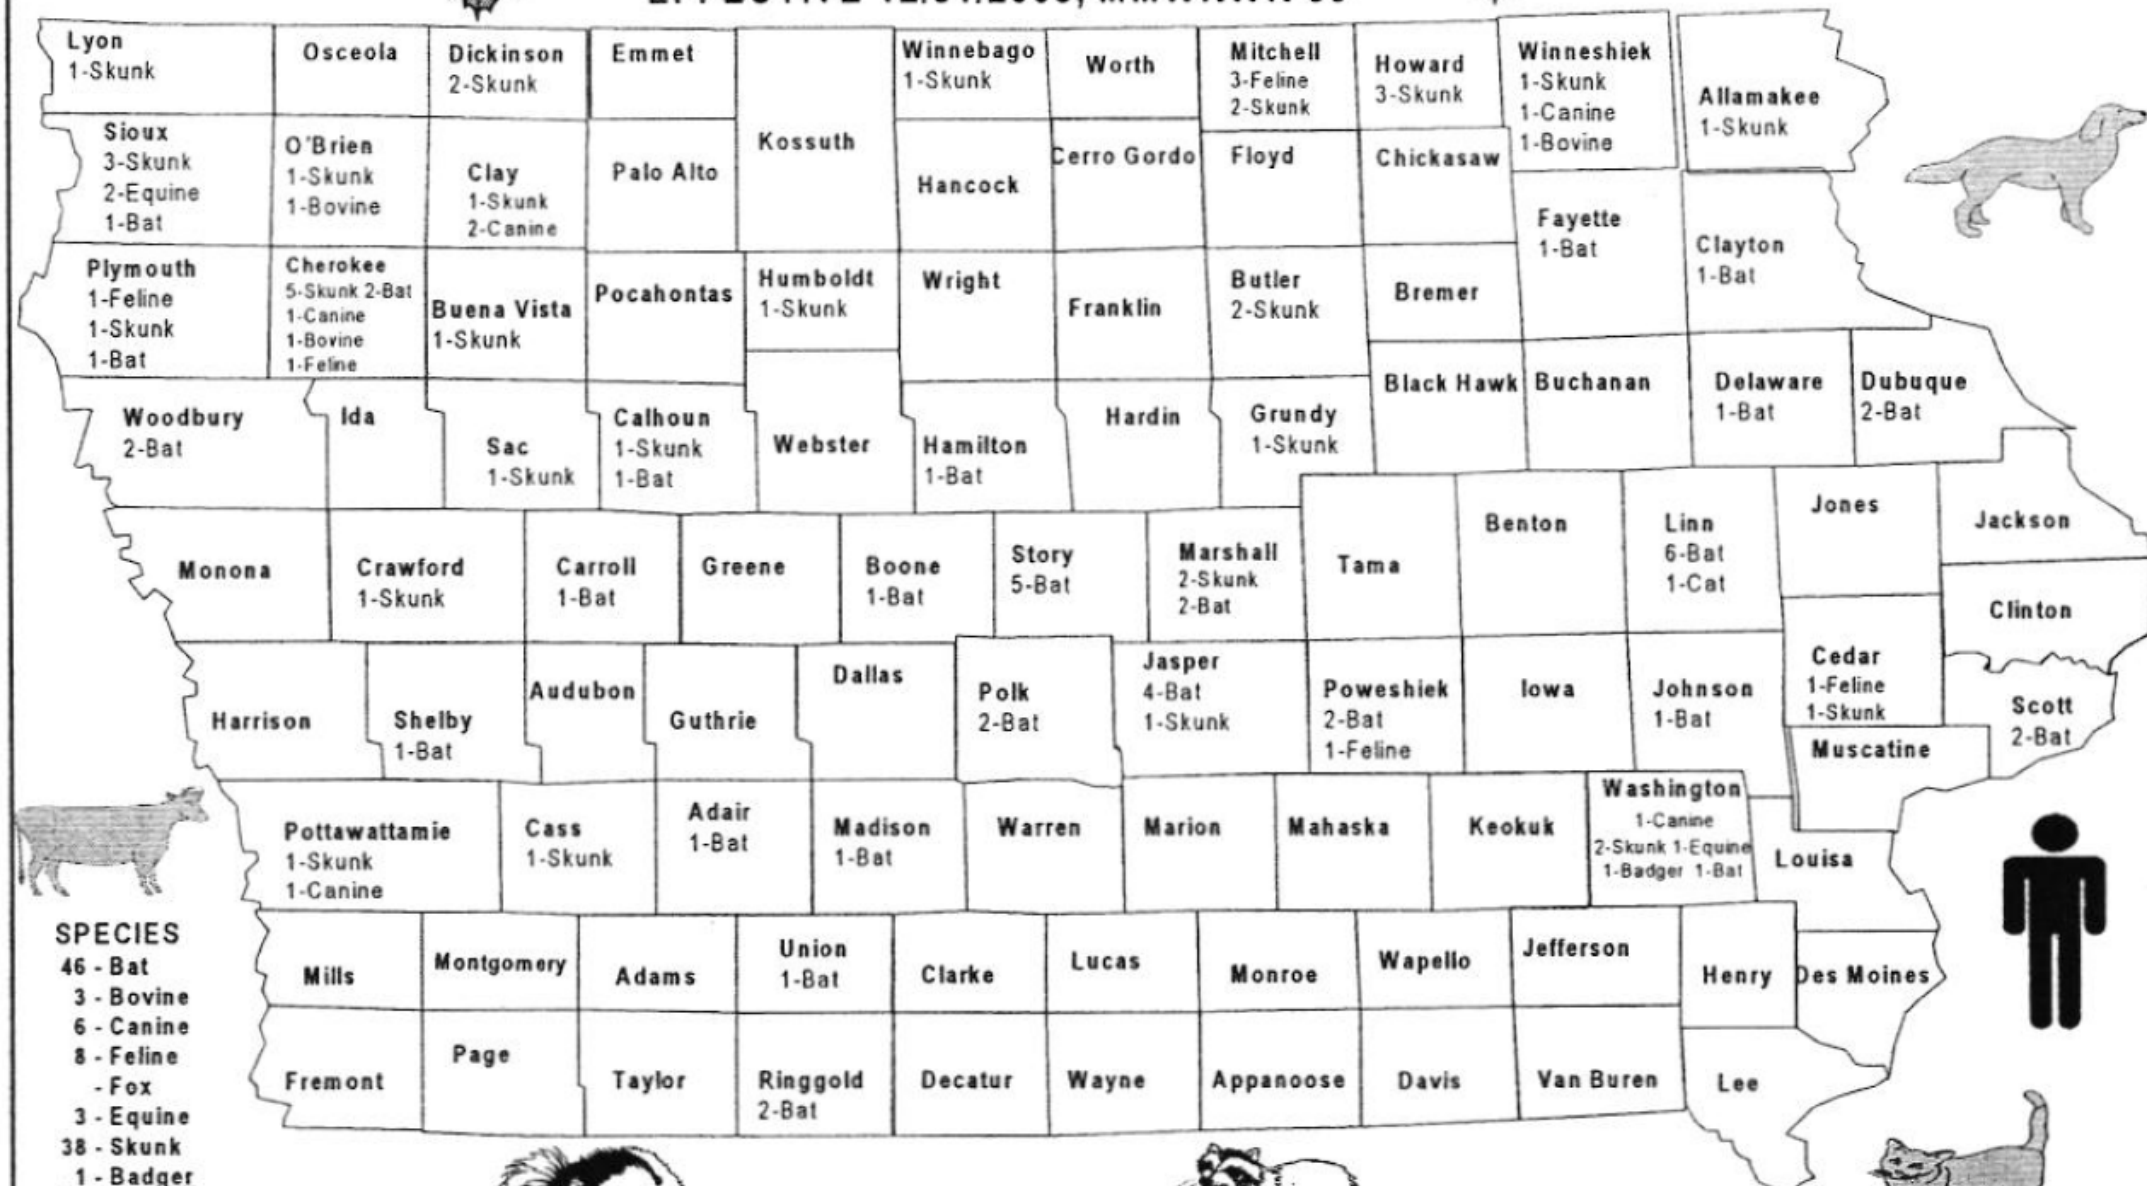 Lyon
1-Skunk
Osceola
Dickinson
2-Skunk
Emmet
Kossuth
Winnebago
1-Skunk
Worth
Mitchell
3-Feline
2-Skunk
Howard
3-Skunk
Winneshiek
1-Skunk
1-Canine
1-Bovine
Allamakee
1-Skunk
Sioux
3-Skunk
2-Equine
1-Bat
O'Brien
1-Skunk
1-Bovine
Clay
1-Skunk
2-Canine
Palo Alto
Hancock
Cerro Gordo
Floyd
Chickasaw
Fayette
1-Bat
Clayton
1-Bat
Plymouth
1-Feline
1-Skunk
1-Bat
Cherokee
5-Skunk 2-Bat
1-Canine
1-Bovine
1-Feline
Buena Vista
1-Skunk
Pocahontas
Humboldt
1-Skunk
Wright
Franklin
Butler
2-Skunk
Bremer
Woodbury
2-Bat
Ida
Sac
1-Skunk
Calhoun
1-Skunk
1-Bat
Webster
Hamilton
1-Bat
Hardin
Grundy
1-Skunk
Black Hawk
Buchanan
Delaware
1-Bat
Dubuque
2-Bat
Monona
Crawford
1-Skunk
Carroll
1-Bat
Greene
Boone
1-Bat
Story
5-Bat
Marshall
2-Skunk
2-Bat
Tama
Benton
Linn
6-Bat
1-Cat
Jones
Jackson
Clinton
Harrison
Shelby
1-Bat
Audubon
Guthrie
Dallas
Polk
2-Bat
Jasper
4-Bat
1-Skunk
Poweshiek
2-Bat
1-Feline
Iowa
Johnson
1-Bat
Cedar
1-Feline
1-Skunk
Scott
2-Bat
Muscatine
Pottawattamie
1-Skunk
1-Canine
Cass
1-Skunk
Adair
1-Bat
Madison
1-Bat
Warren
Marion
Mahaska
Keokuk
Washington
1-Canine
2-Skunk 1-Equine
1-Badger 1-Bat
Louisa
Mills
Montgomery
Adams
Union
1-Bat
Clarke
Lucas
Monroe
Wapello
Jefferson
Henry
Des Moines
Fremont
Page
Taylor
Ringgold
2-Bat
Decatur
Wayne
Appanoose
Davis
Van Buren
Lee
SPECIES
46 - Bat
3 - Bovine
6 - Canine
8 - Feline
- Fox
3 - Equine
38 - Skunk
1 - Badger